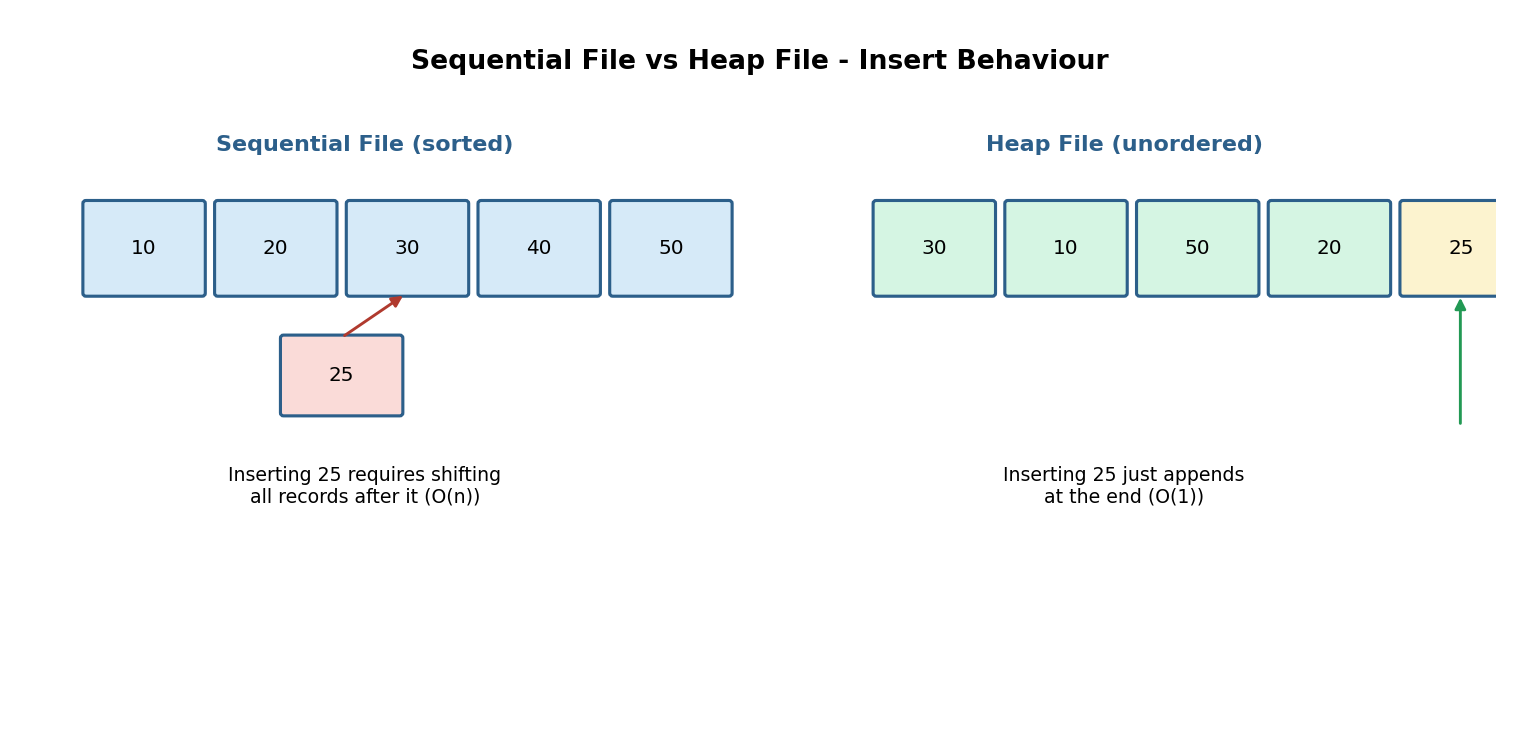 Sequential File vs Heap File - Insert Behaviour
Sequential File (sorted)
10 20 30 40 50
25
Inserting 25 requires shifting
all records after it (O(n))
Heap File (unordered)
30 10 50 20 25
Inserting 25 just appends
at the end (O(1))